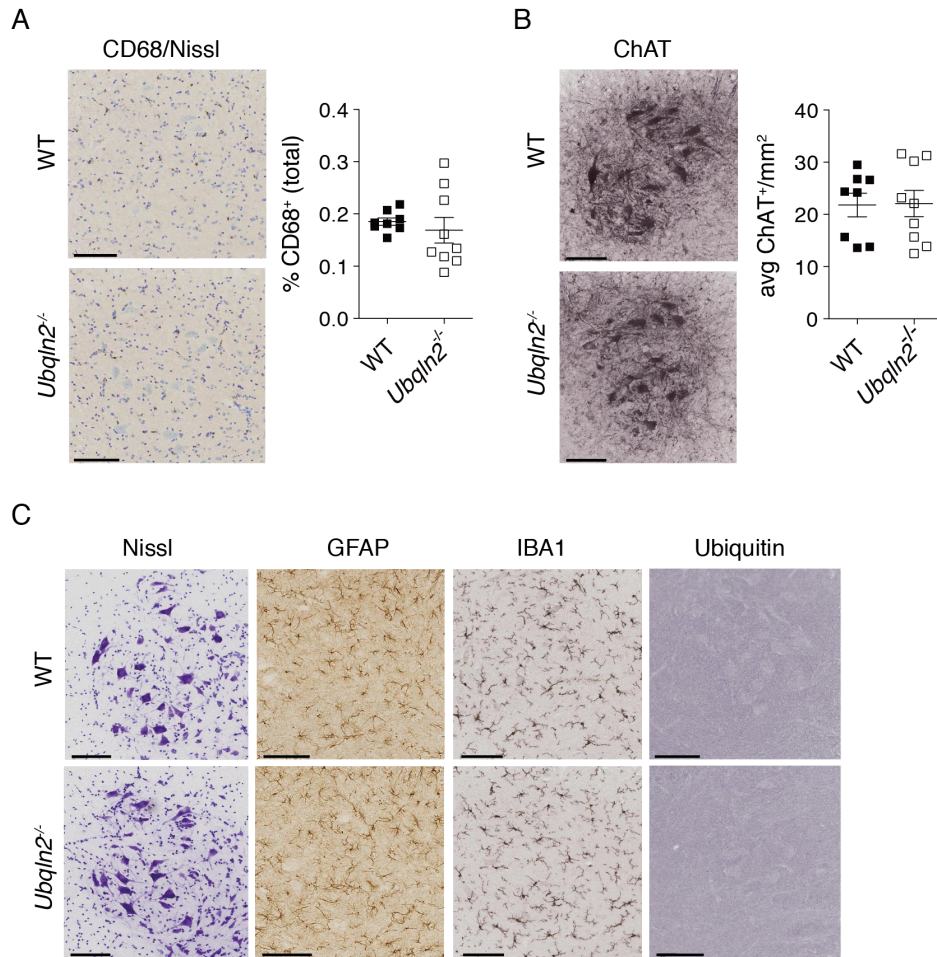 A
CD68/Nissl
WT
Ubqln2-/-
% CD68+ (total)
0.4
0.3
0.2
0.1
0.0
WT
Ubqln2-/-
B
ChAT
WT
Ubqln2-/-
avg ChAT+/mm2
40
30
20
10
0
WT
Ubqln2-/-
C
Nissl
GFAP
IBA1
Ubiquitin
WT
Ubqln2-/-